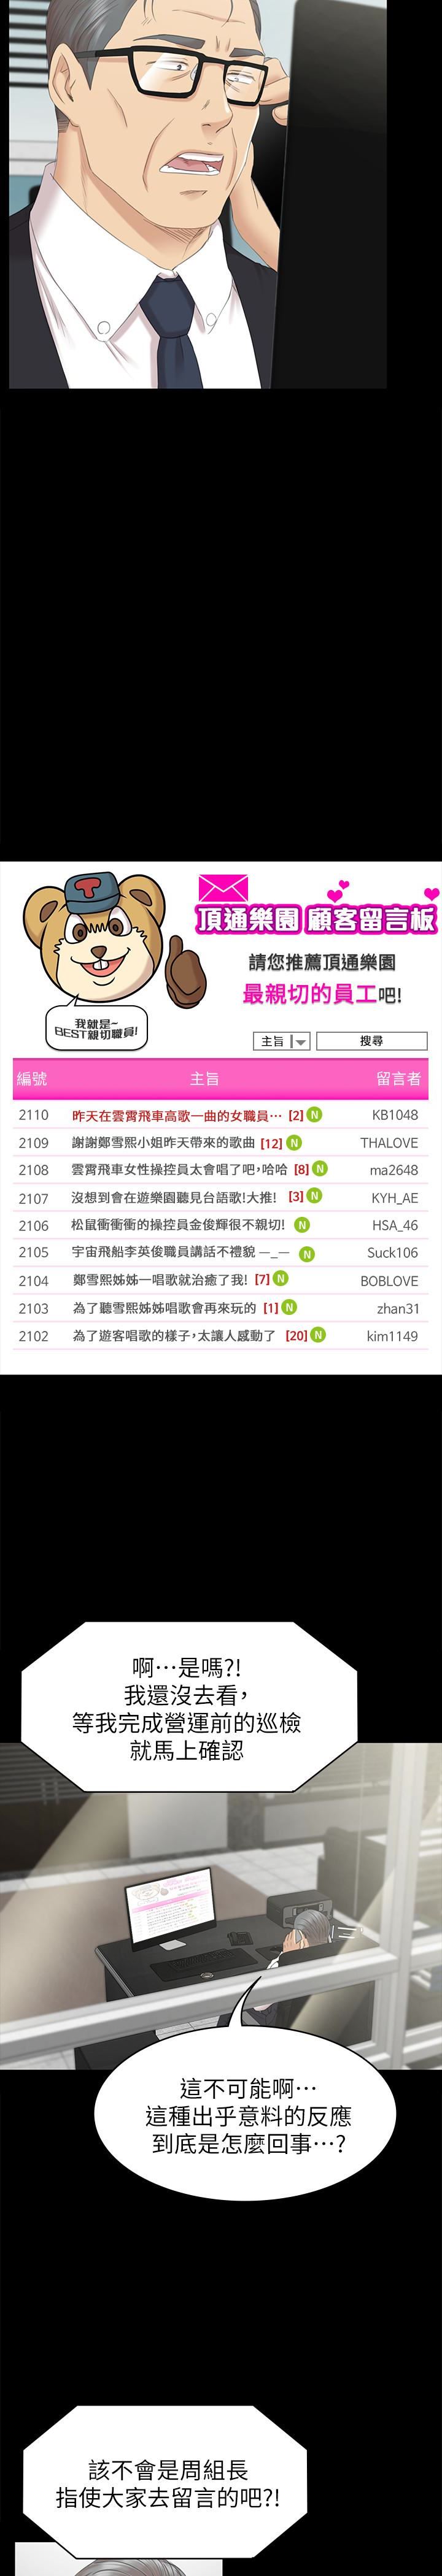 頂通樂園 顧客留言板
請您推薦頂通樂園
最親切的員工吧!
我就是~
BEST親切職員!
主旨 搜尋
編號 主旨 留言者
2110 昨天在雲霄飛車高歌一曲的女職員⋯ [2] N KB1048
2109 謝謝鄭雪熙小姐昨天帶來的歌曲 [12] N THALOVE
2108 雲霄飛車女性操控員太會唱了吧,哈哈 [8] N ma2648
2107 沒想到會在遊樂園聽見台語歌!大推! [3] N KYH_AE
2106 松鼠衝衝衝的操控員金俊輝很不親切! N HSA_46
2105 宇宙飛船李英俊職員講話不禮貌 —_— N Suck106
2104 鄭雪熙姊姊一唱歌就治癒了我! [7] N BOBLOVE
2103 為了聽雪熙姊姊唱歌會再來玩的 [1] N zhan31
2102 為了遊客唱歌的樣子,太讓人感動了 [20] N kim1149
啊⋯是嗎?!
我還沒去看,
等我完成營運前的巡檢
就馬上確認
這不可能啊⋯
這種出乎意料的反應
到底是怎麼回事⋯?
該不會是周組長
指使大家去留言的吧?!